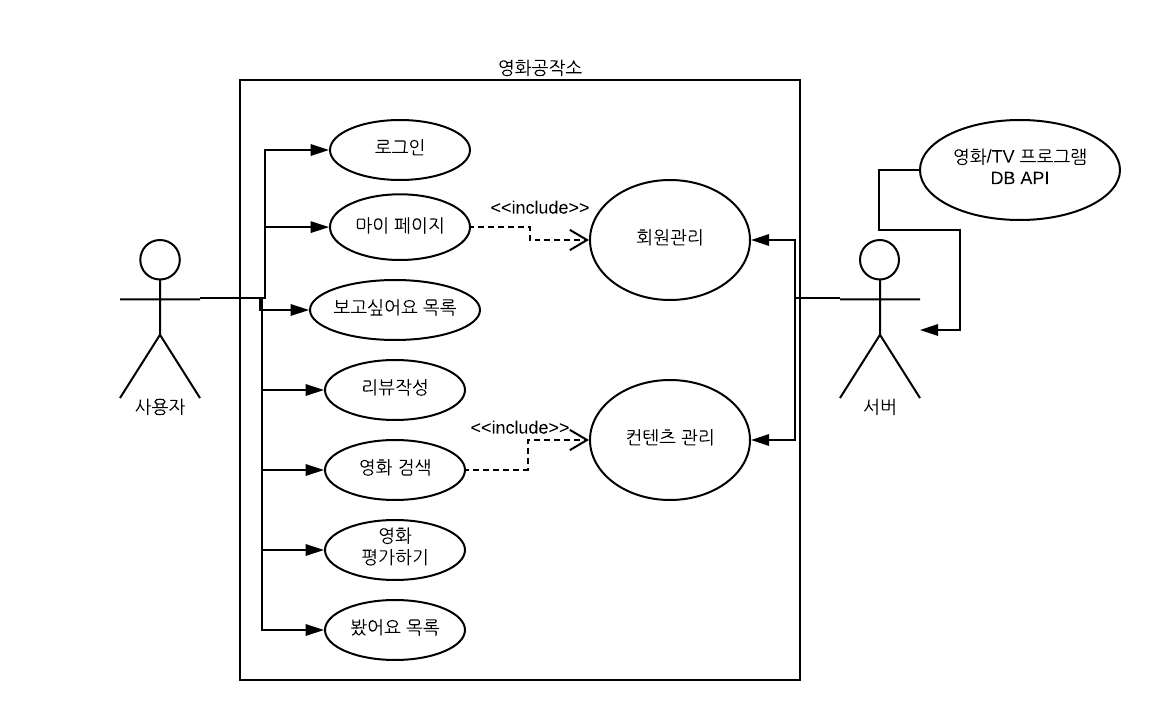 영화공작소
로그인
영화/TV 프로그램
DB API
마이 페이지
<<include>>
회원관리
보고싶어요 목록
리뷰작성
사용자
서버
<<include>>
컨텐츠 관리
영화 검색
영화
평가하기
봤어요 목록